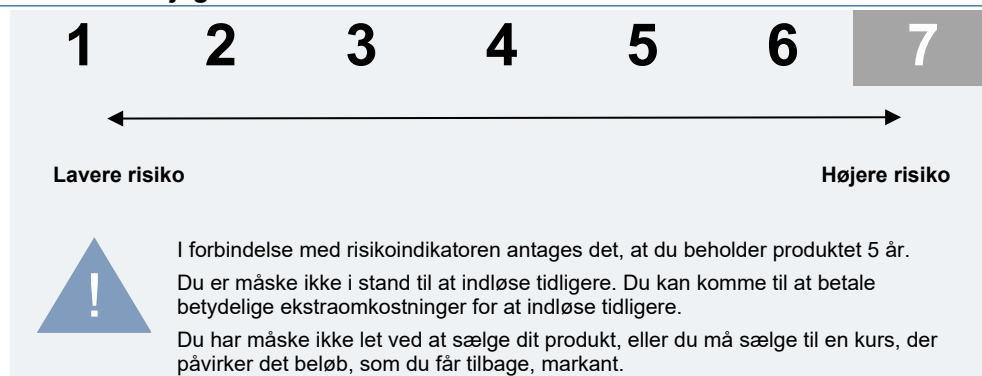 1 2 3 4 5 6 7
Lavere risiko Højere risiko
!
I forbindelse med risikoindikatoren antages det, at du beholder produktet 5 år.
Du er måske ikke i stand til at indløse tidligere. Du kan komme til at betale
betydelige ekstraomkostninger for at indløse tidligere.
Du har måske ikke let ved at sælge dit produkt, eller du må sælge til en kurs, der
påvirker det beløb, som du får tilbage, markant.